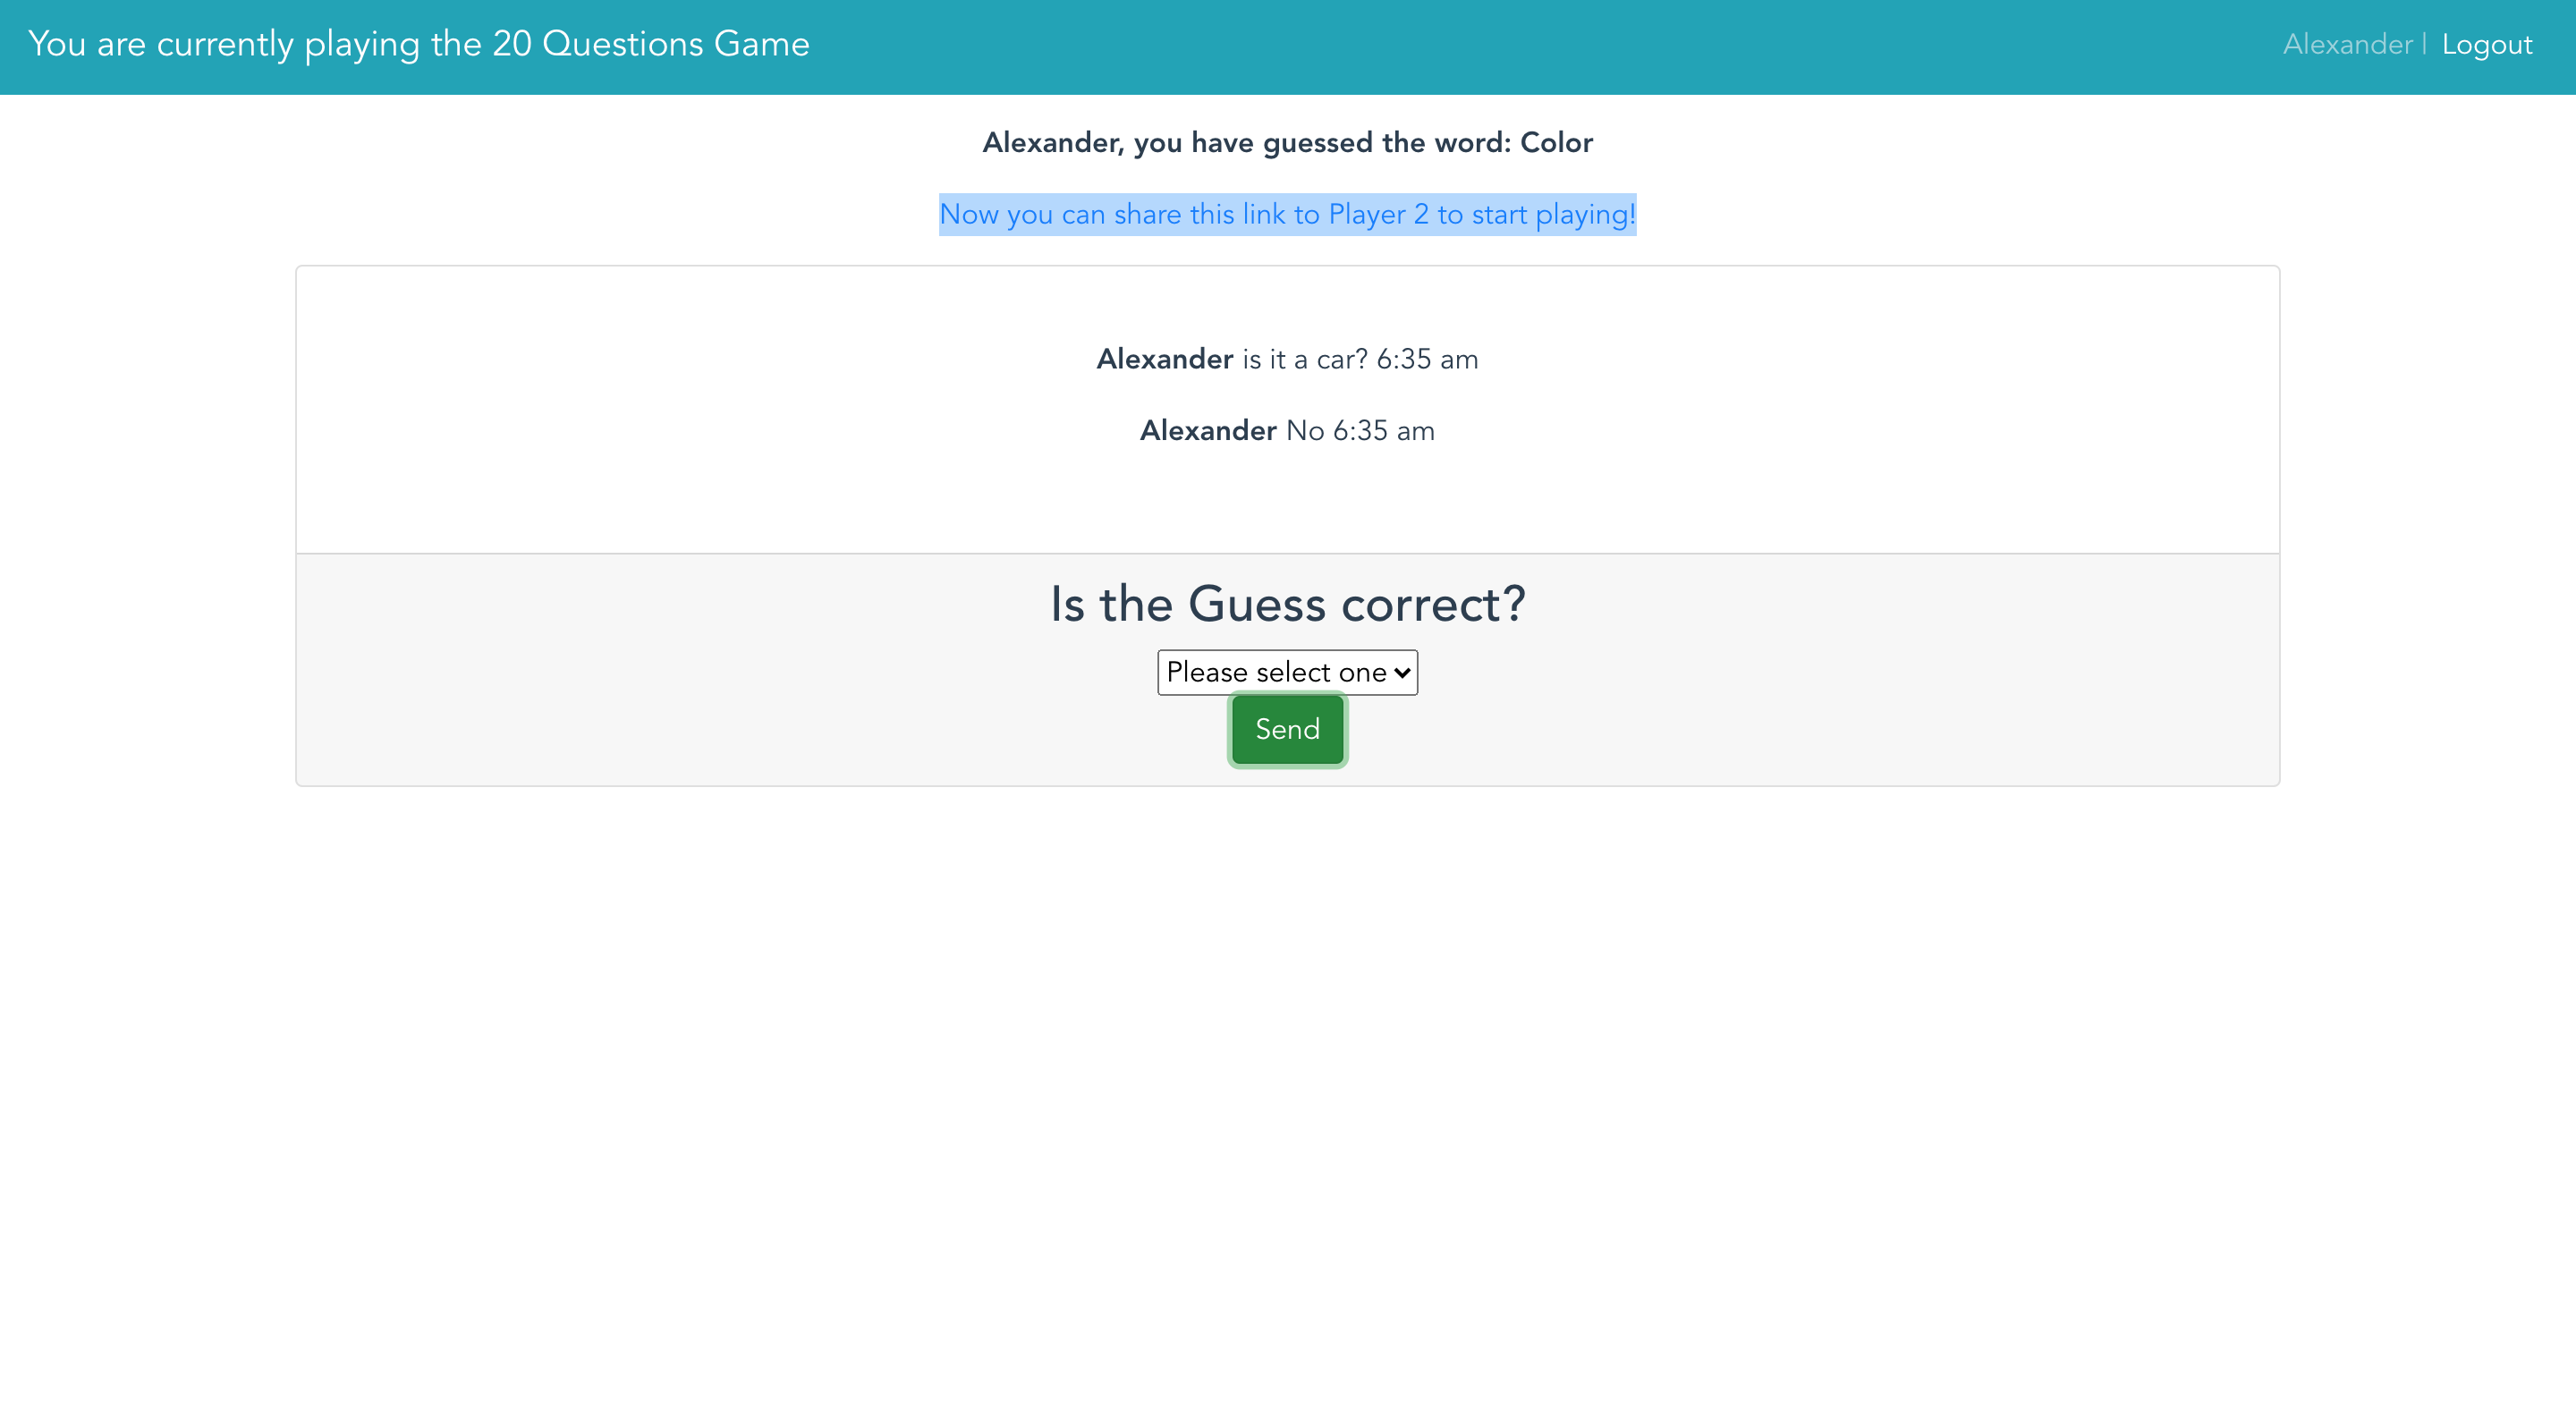 You are currently playing the 20 Questions Game
Alexander | Logout
Alexander, you have guessed the word: Color
Now you can share this link to Player 2 to start playing!
Alexander is it a car? 6:35 am
Alexander No 6:35 am
Is the Guess correct?
Please select one
Send